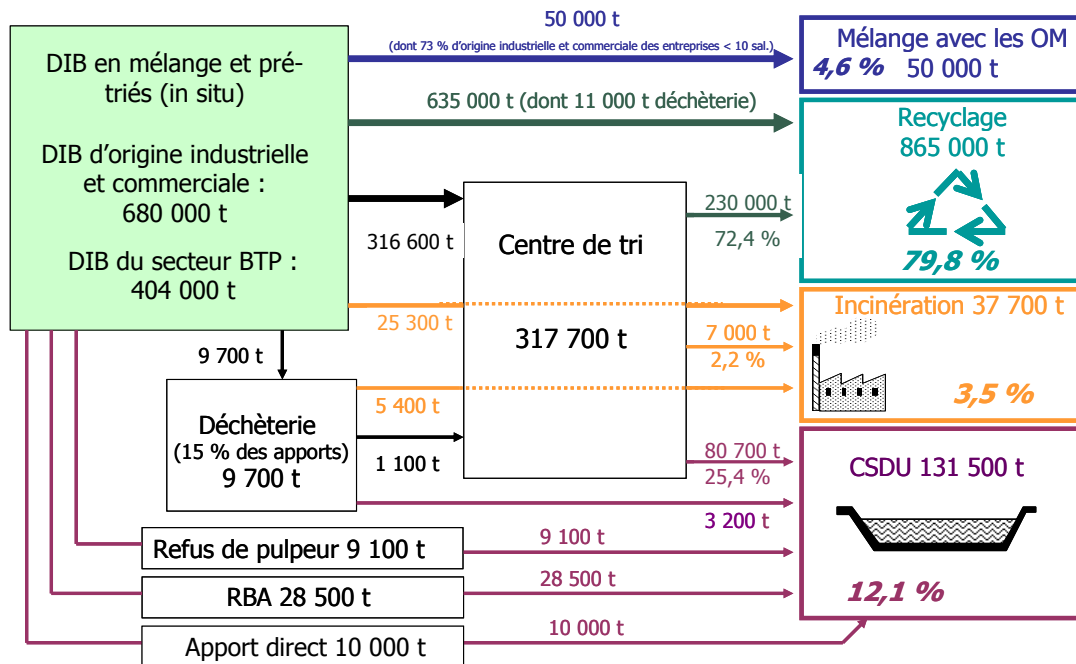 50 000 t
(dont 73 % d'origine industrielle et commerciale des entreprises < 10 sal.)
Mélange avec les OM
4,6 % 50 000 t
DIB en mélange et pré-
triés (in situ)
DIB d'origine industrielle
et commerciale :
680 000 t
DIB du secteur BTP :
404 000 t
635 000 t (dont 11 000 t déchèterie)
Recyclage
865 000 t
79,8 %
316 600 t
Centre de tri
317 700 t
230 000 t
72,4 %
25 300 t
Incinération 37 700 t
3,5 %
7 000 t
2,2 %
9 700 t
Déchèterie
(15 % des apports)
9 700 t
5 400 t
1 100 t
80 700 t
25,4 %
3 200 t
CSDU 131 500 t
12,1 %
Refus de pulpeur 9 100 t
9 100 t
RBA 28 500 t
28 500 t
Apport direct 10 000 t
10 000 t